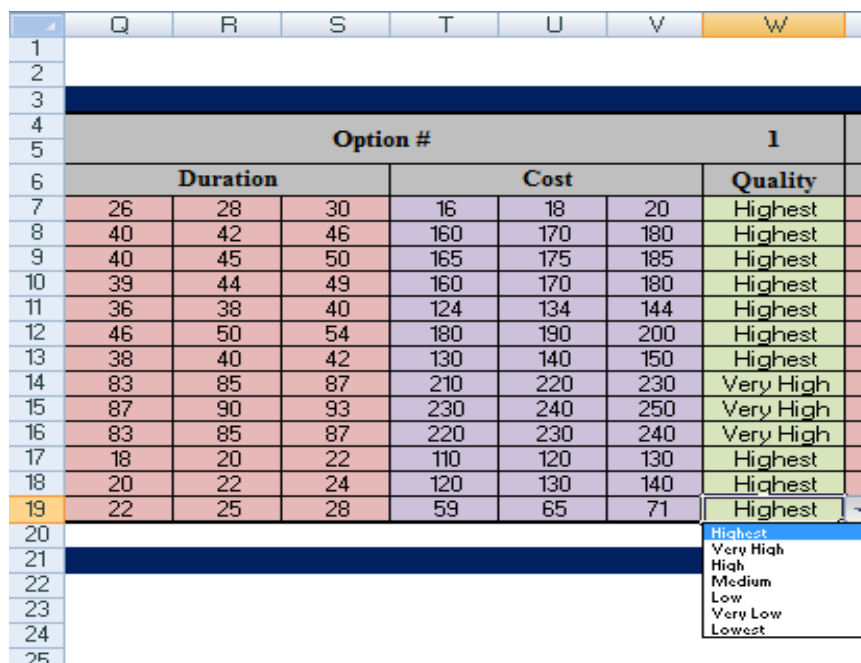 Q R S T U V W
1
2
3
4 Option # 1
5
6 Duration Cost Quality
7 26 28 30 16 18 20 Highest
8 40 42 46 160 170 180 Highest
9 40 45 50 165 175 185 Highest
10 39 44 49 160 170 180 Highest
11 36 38 40 124 134 144 Highest
12 46 50 54 180 190 200 Highest
13 38 40 42 130 140 150 Highest
14 83 85 87 210 220 230 Very High
15 87 90 93 230 240 250 Very High
16 83 85 87 220 230 240 Very High
17 18 20 22 110 120 130 Highest
18 20 22 24 120 130 140 Highest
19 22 25 28 59 65 71 Highest
20 Highest
Very High
21 High
22 Medium
23 Low
Very Low
24 Lowest
25